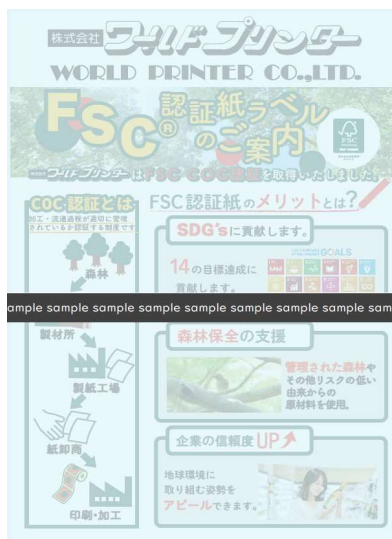 株式会社 ワールドプリンター
WORLD PRINTER CO.,LTD.
FSC®認証紙ラベル
のご案内
FSC
株式会社 ワールドプリンターはFSC COC認証を取得いたしました!
COC認証とは
加工・流通過程が適切に管理
されているか認証する制度です
森林
製材所
製紙工場
紙卸商
印刷・加工
FSC認証紙のメリットとは?
SDG'sに貢献します。
14の目標達成に
貢献します。
GOALS
ample sample sample sample sample sample sample sam
森林保全の支援
管理された森林や
その他リスクの低い
由来からの
原材料を使用。
企業の信頼度UP
地球環境に
取り組む姿勢を
アピールできます。